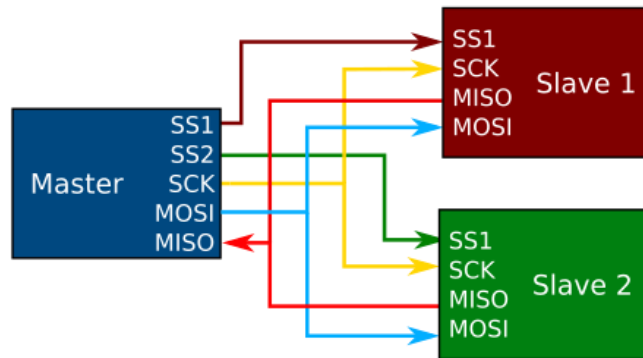 Master
SS1
SS2
SCK
MOSI
MISO
SS1
SCK
MISO
MOSI
Slave 1
SS1
SCK
MISO
MOSI
Slave 2